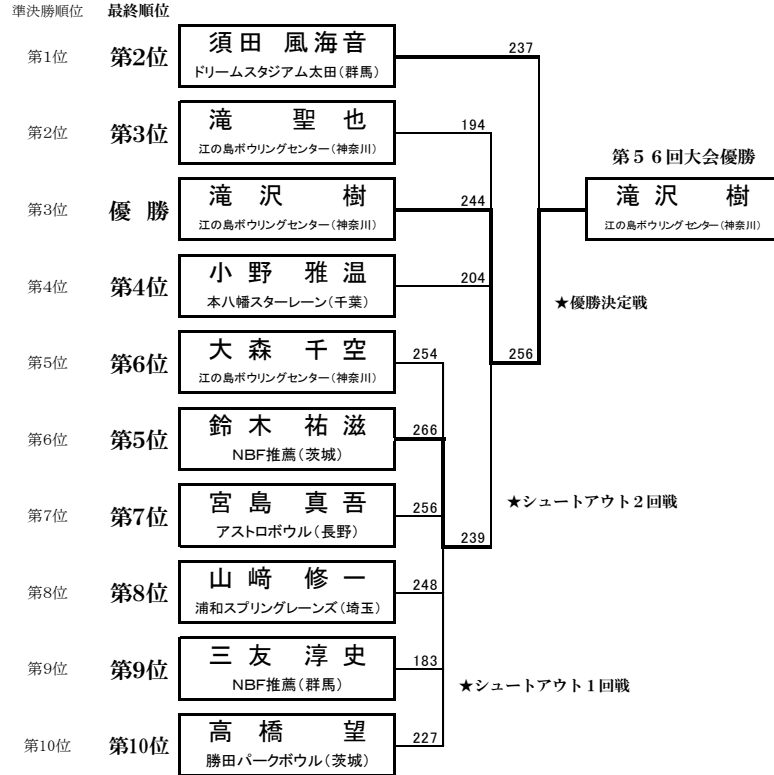 準決勝順位 最終順位
第1位 第2位 須田 風海音 237
ドリームスタジアム太田(群馬)
第2位 第3位 滝 聖也 194
江の島ボウリングセンター(神奈川)
第56回大会優勝
第3位 優勝 滝沢 樹 244 滝沢 樹
江の島ボウリングセンター(神奈川) 江の島ボウリングセンター(神奈川)
第4位 第4位 小野 雅温 204
本八幡スターレーン(千葉)
★優勝決定戦
第5位 第6位 大森 千空 254 256
江の島ボウリングセンター(神奈川)
第6位 第5位 鈴木 祐滋 266
NBF推薦(茨城)
★シュートアウト2回戦
第7位 第7位 宮島 真吾 256
アストロボウル(長野) 239
第8位 第8位 山﨑 修一 248
浦和スプリングレーンズ(埼玉)
第9位 第9位 三友 淳史 183
NBF推薦(群馬)
★シュートアウト1回戦
第10位 第10位 高橋 望 227
勝田パークボウル(茨城)